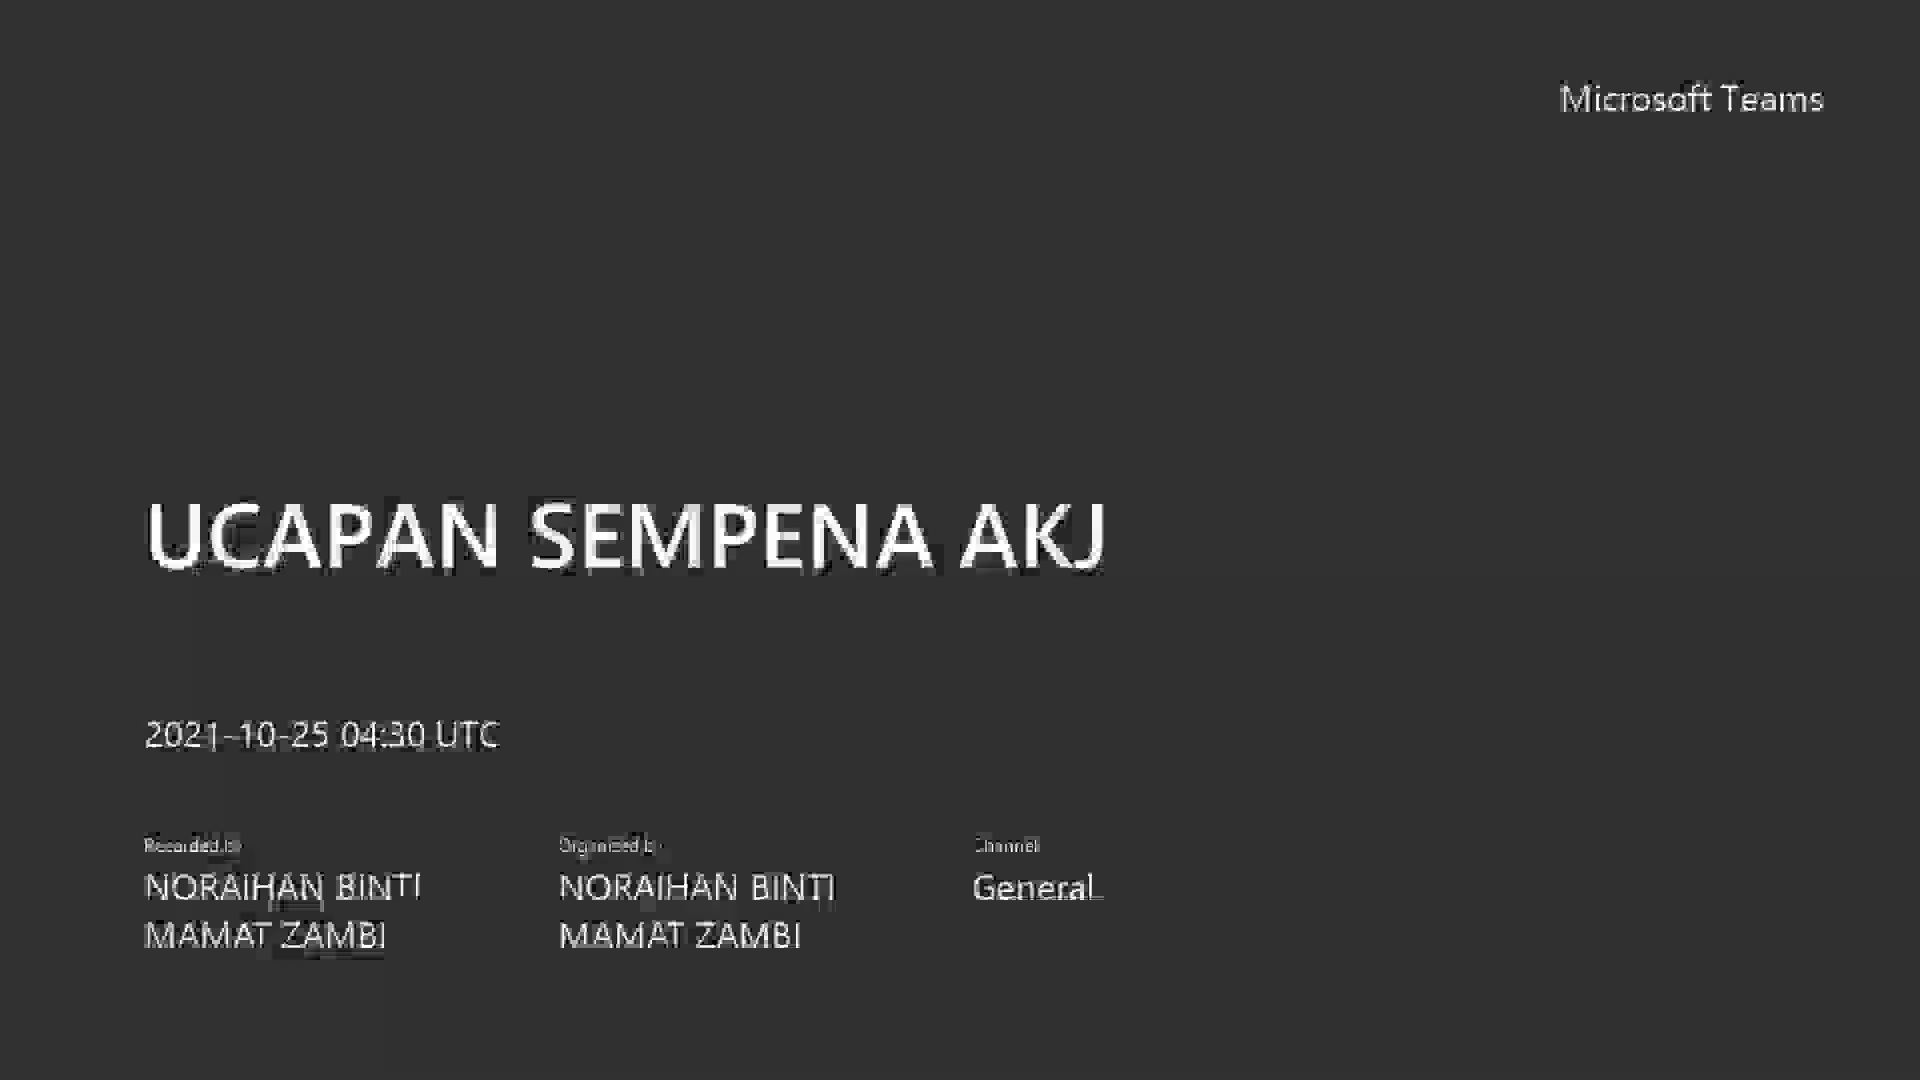 Microsoft Teams
UCAPAN SEMPENA AKJ
2021-10-25 04:30 UTC
Recorded by
Organized by
Channel
NORAIHAN BINTI
MAMAT ZAMBI
NORAIHAN BINTI
MAMAT ZAMBI
General